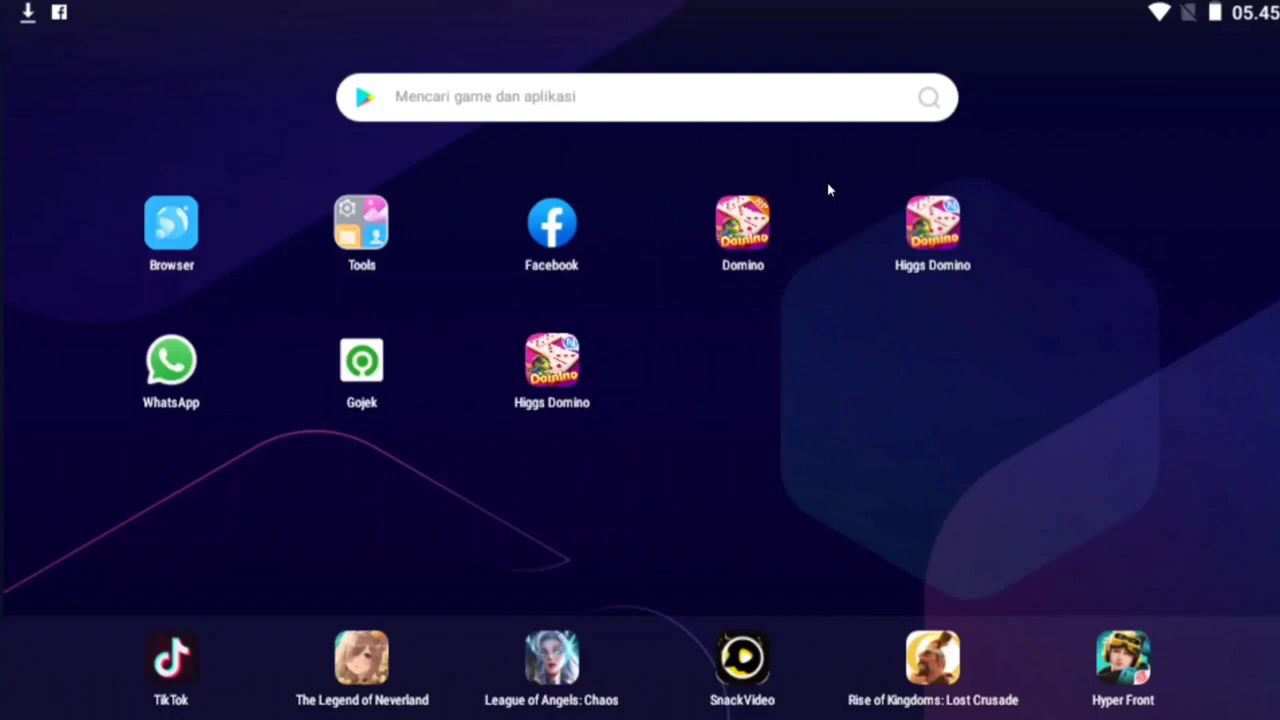 05.45
Mencari game dan aplikasi
Browser
Tools
Facebook
Domino
Higgs Domino
WhatsApp
Gojek
Higgs Domino
TikTok
The Legend of Neverland
League of Angels: Chaos
SnackVideo
Rise of Kingdoms: Lost Crusade
Hyper Front